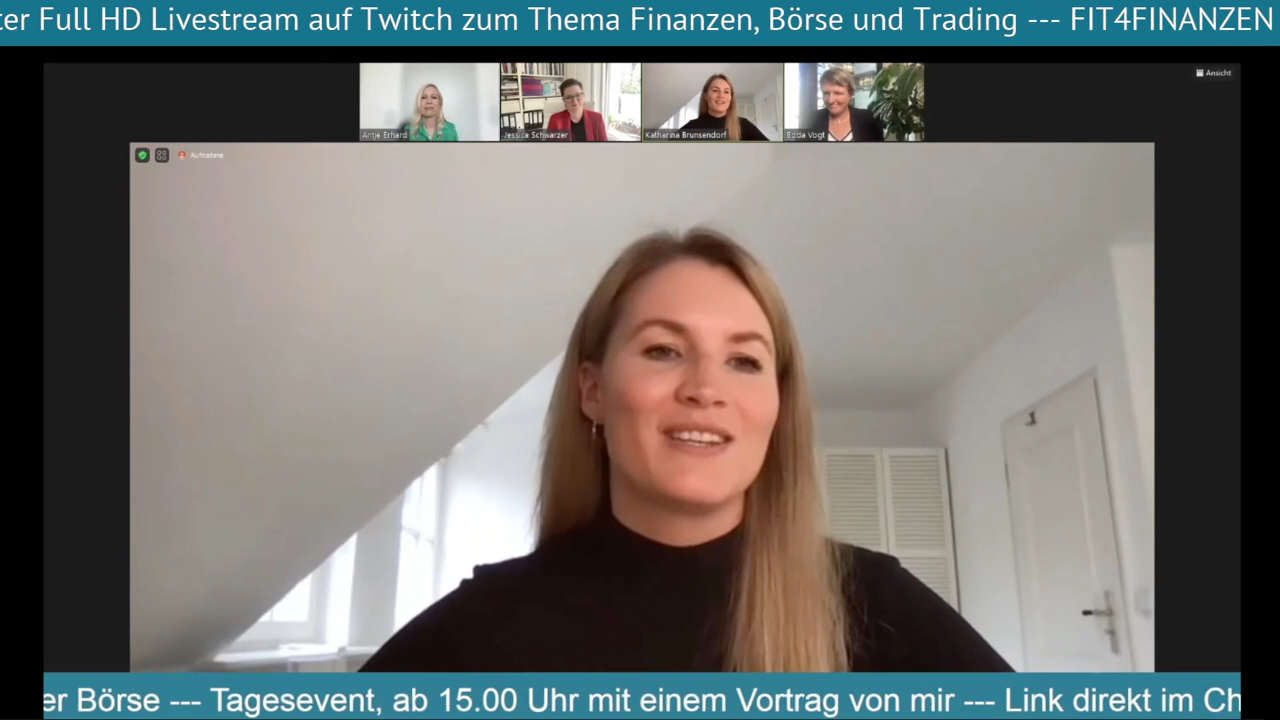 ter Full HD Livestream auf Twitch zum Thema Finanzen, Börse und Trading --- FIT4FINANZEN
Ansicht
Antje Erhard
Jessica Schwarzer
Katharina Brunsendorf
Edda Vogt
Aufnahme
er Börse --- Tagesevent, ab 15.00 Uhr mit einem Vortrag von mir --- Link direkt im Ch